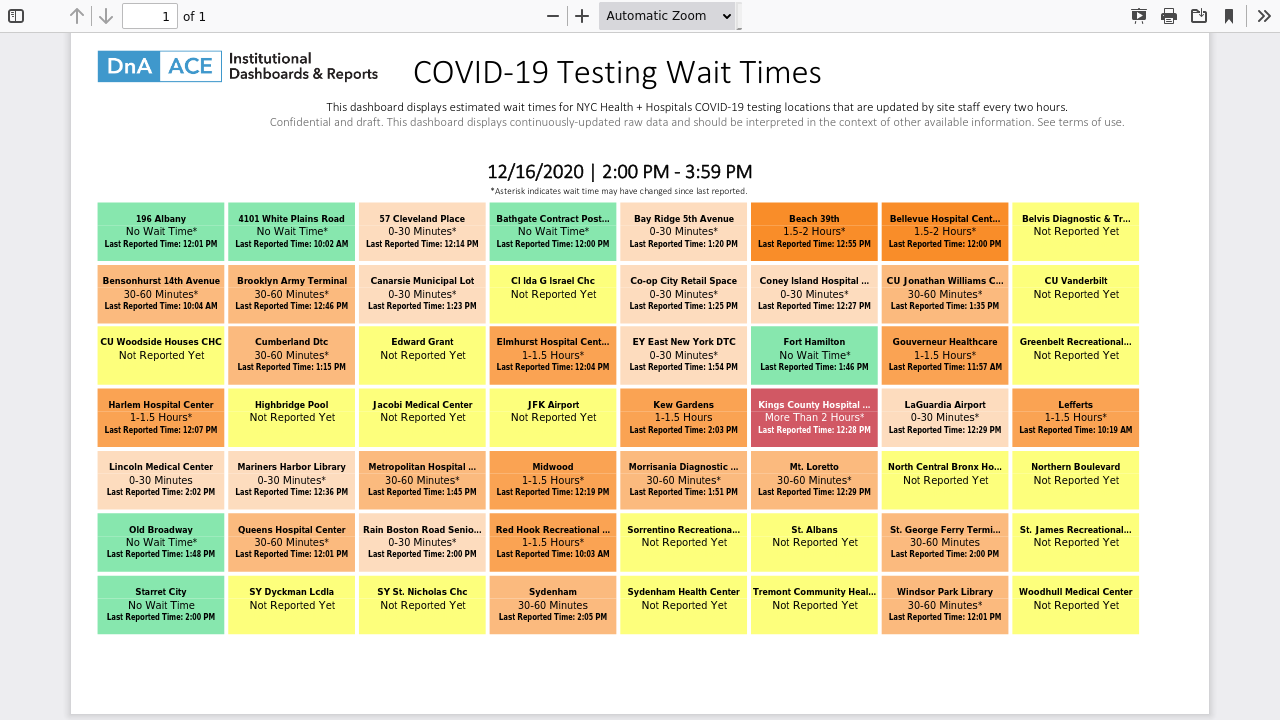 1 of 1
Automatic Zoom
DnA ACE Institutional
Dashboards & Reports
COVID-19 Testing Wait Times
This dashboard displays estimated wait times for NYC Health + Hospitals COVID-19 testing locations that are updated by site staff every two hours.
Confidential and draft. This dashboard displays continuously-updated raw data and should be interpreted in the context of other available information. See terms of use.
12/16/2020 | 2:00 PM - 3:59 PM
*Asterisk indicates wait time may have changed since last reported.
196 Albany
No Wait Time*
Last Reported Time: 12:01 PM
4101 White Plains Road
No Wait Time*
Last Reported Time: 10:02 AM
57 Cleveland Place
0-30 Minutes*
Last Reported Time: 12:14 PM
Bathgate Contract Post...
No Wait Time*
Last Reported Time: 12:00 PM
Bay Ridge 5th Avenue
0-30 Minutes*
Last Reported Time: 1:20 PM
Beach 39th
1.5-2 Hours*
Last Reported Time: 12:55 PM
Bellevue Hospital Cent...
1.5-2 Hours*
Last Reported Time: 12:00 PM
Belvis Diagnostic & Tr...
Not Reported Yet
Bensonhurst 14th Avenue
30-60 Minutes*
Last Reported Time: 10:04 AM
Brooklyn Army Terminal
30-60 Minutes*
Last Reported Time: 12:46 PM
Canarsie Municipal Lot
0-30 Minutes*
Last Reported Time: 1:23 PM
Cl Ida G Israel Chc
Not Reported Yet
Co-op City Retail Space
0-30 Minutes*
Last Reported Time: 1:25 PM
Coney Island Hospital ...
0-30 Minutes*
Last Reported Time: 12:27 PM
CU Jonathan Williams C...
30-60 Minutes*
Last Reported Time: 1:35 PM
CU Vanderbilt
Not Reported Yet
CU Woodside Houses CHC
Not Reported Yet
Cumberland Dtc
30-60 Minutes*
Last Reported Time: 1:15 PM
Edward Grant
Not Reported Yet
Elmhurst Hospital Cent...
1-1.5 Hours*
Last Reported Time: 12:04 PM
EY East New York DTC
0-30 Minutes*
Last Reported Time: 1:54 PM
Fort Hamilton
No Wait Time*
Last Reported Time: 1:46 PM
Gouverneur Healthcare
1-1.5 Hours*
Last Reported Time: 11:57 AM
Greenbelt Recreational...
Not Reported Yet
Harlem Hospital Center
1-1.5 Hours*
Last Reported Time: 12:07 PM
Highbridge Pool
Not Reported Yet
Jacobi Medical Center
Not Reported Yet
JFK Airport
Not Reported Yet
Kew Gardens
1-1.5 Hours
Last Reported Time: 2:03 PM
Kings County Hospital ...
More Than 2 Hours*
Last Reported Time: 12:28 PM
LaGuardia Airport
0-30 Minutes*
Last Reported Time: 12:29 PM
Lefferts
1-1.5 Hours*
Last Reported Time: 10:19 AM
Lincoln Medical Center
0-30 Minutes
Last Reported Time: 2:02 PM
Mariners Harbor Library
0-30 Minutes*
Last Reported Time: 12:36 PM
Metropolitan Hospital ...
30-60 Minutes*
Last Reported Time: 1:45 PM
Midwood
1-1.5 Hours*
Last Reported Time: 12:19 PM
Morrisania Diagnostic ...
30-60 Minutes*
Last Reported Time: 1:51 PM
Mt. Loretto
30-60 Minutes*
Last Reported Time: 12:29 PM
North Central Bronx Ho...
Not Reported Yet
Northern Boulevard
Not Reported Yet
Old Broadway
No Wait Time*
Last Reported Time: 1:48 PM
Queens Hospital Center
30-60 Minutes*
Last Reported Time: 12:01 PM
Rain Boston Road Senio...
0-30 Minutes*
Last Reported Time: 2:00 PM
Red Hook Recreational ...
1-1.5 Hours*
Last Reported Time: 10:03 AM
Sorrentino Recreationa...
Not Reported Yet
St. Albans
Not Reported Yet
St. George Ferry Termi...
30-60 Minutes
Last Reported Time: 2:00 PM
St. James Recreational...
Not Reported Yet
Starret City
No Wait Time
Last Reported Time: 2:00 PM
SY Dyckman Lcdla
Not Reported Yet
SY St. Nicholas Chc
Not Reported Yet
Sydenham
30-60 Minutes
Last Reported Time: 2:05 PM
Sydenham Health Center
Not Reported Yet
Tremont Community Heal...
Not Reported Yet
Windsor Park Library
30-60 Minutes*
Last Reported Time: 12:01 PM
Woodhull Medical Center
Not Reported Yet